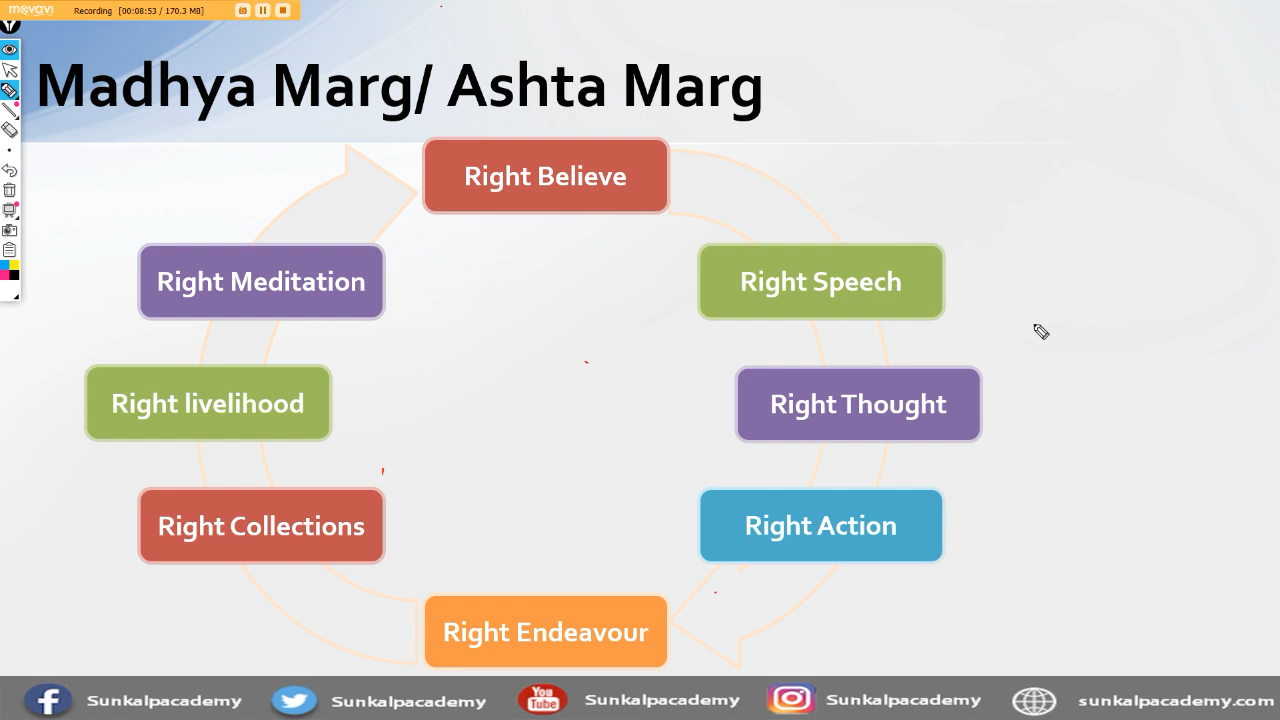 movavi Recording [00:08:53 / 170.3 MB]
Madhya Marg/ Ashta Marg
Right Believe
Right Speech
Right Thought
Right Action
Right Endeavour
Right Collections
Right livelihood
Right Meditation
Sunkalpacademy Sunkalpacademy You Tube Sunkalpacademy Sunkalpacademy sunkalpacademy.com